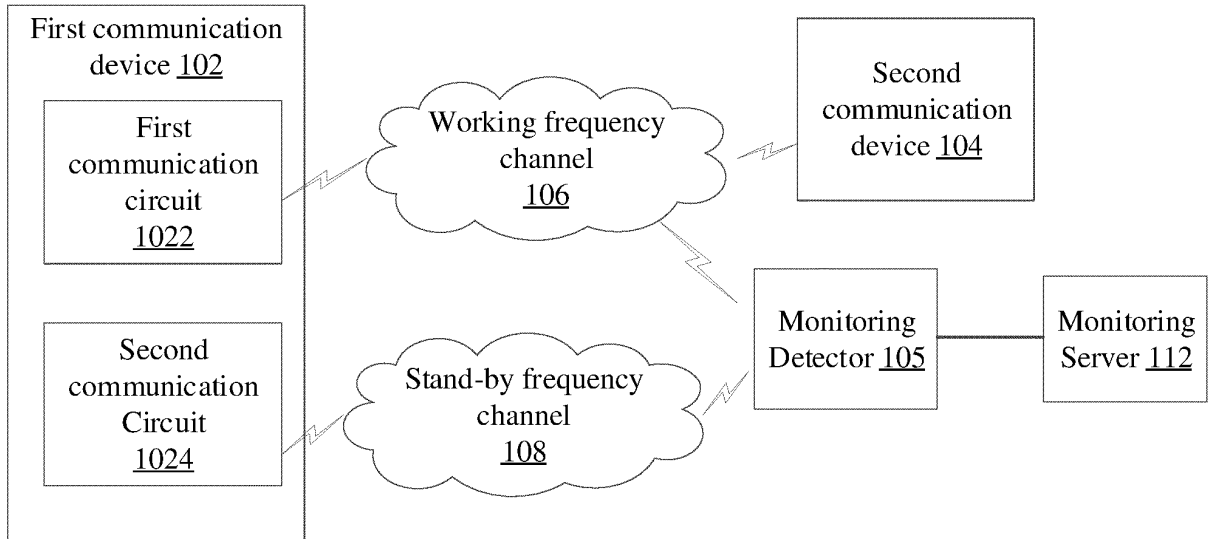 First communication
device 102
First
communication
circuit
1022
Second
communication
Circuit
1024
Working frequency
channel
106
Stand-by frequency
channel
108
Second
communication
device 104
Monitoring
Detector 105
Monitoring
Server 112